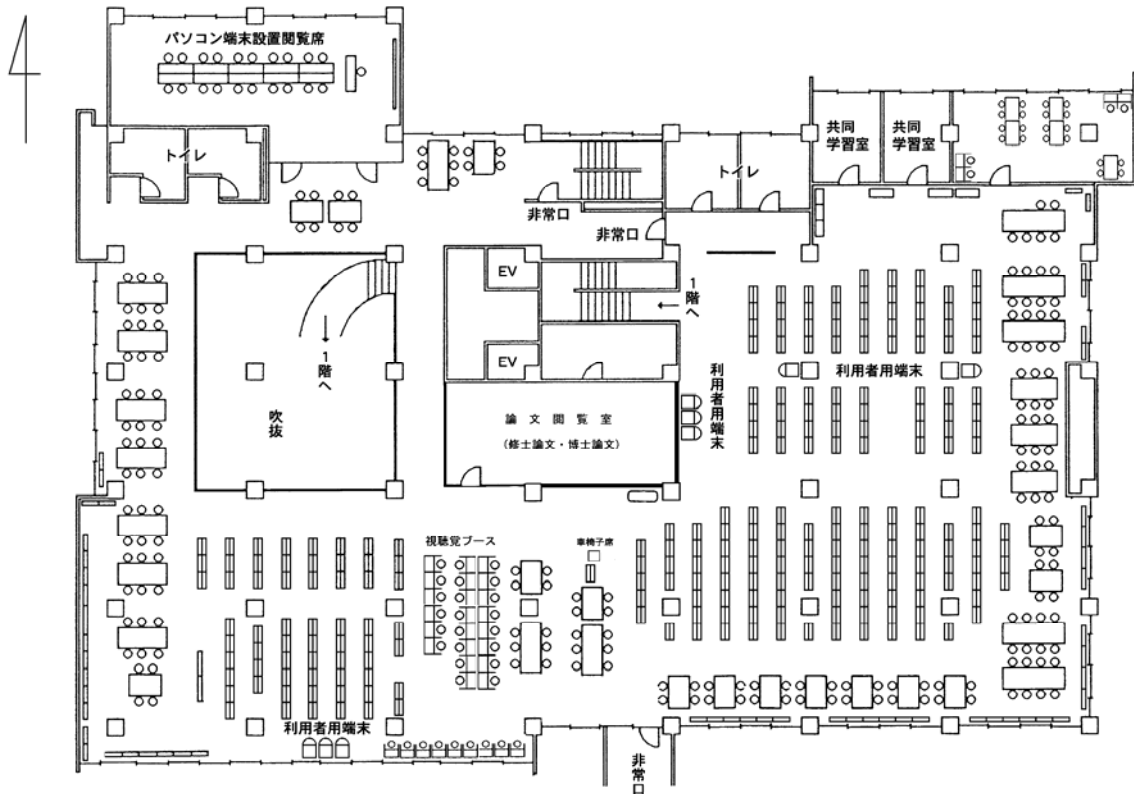 パソコン端末設置閲覧席
トイレ
共同
学習室
共同
学習室
トイレ
非常口
非常口
EV
1階へ
1階へ
EV
利用者用端末
利用者用端末
吹抜
論文閲覧室
(修士論文・博士論文)
視聴覚ブース
車椅子席
利用者用端末
非常口